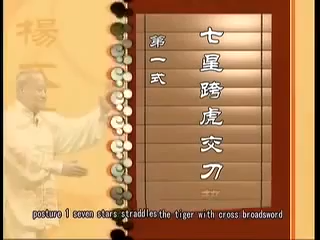 七星跨虎交刀
第一式
posture 1 seven stars straddles the tiger with cross broadsword